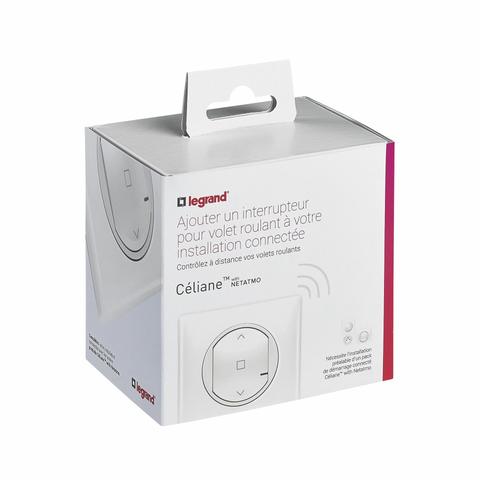 legrand®
Ajouter un interrupteur
pour volet roulant à votre
installation connectée
Contrôlez à distance vos volets roulants
Céliane™ with NETATMO
Nécessite l'installation
préalable d'un pack
de démarrage connecté
Céliane™ with Netatmo